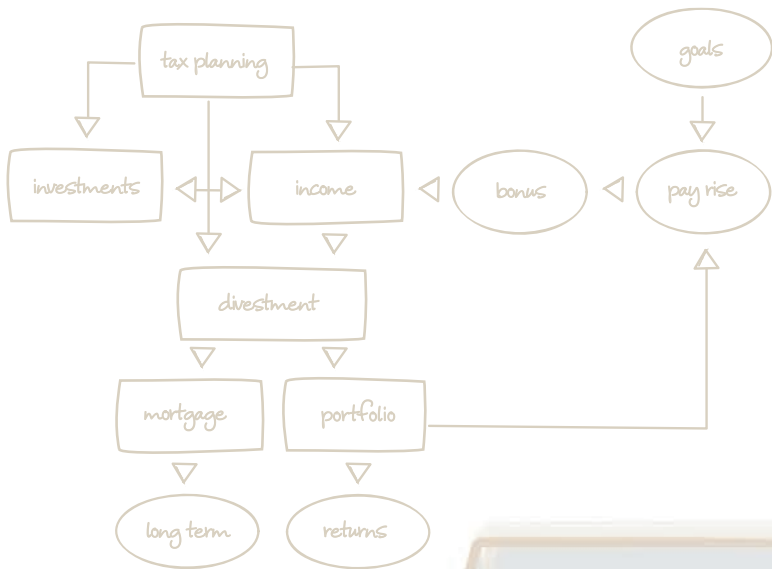 tax planning
goals
investments
income
bonus
pay rise
divestment
mortgage
portfolio
long term
returns